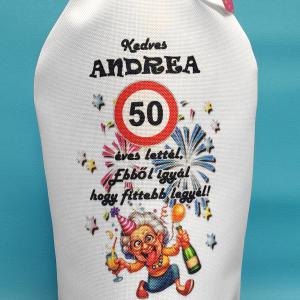 Kedves
ANDREA
50
éves lettél,
Ebből igyál
hogy fittebb legyél!